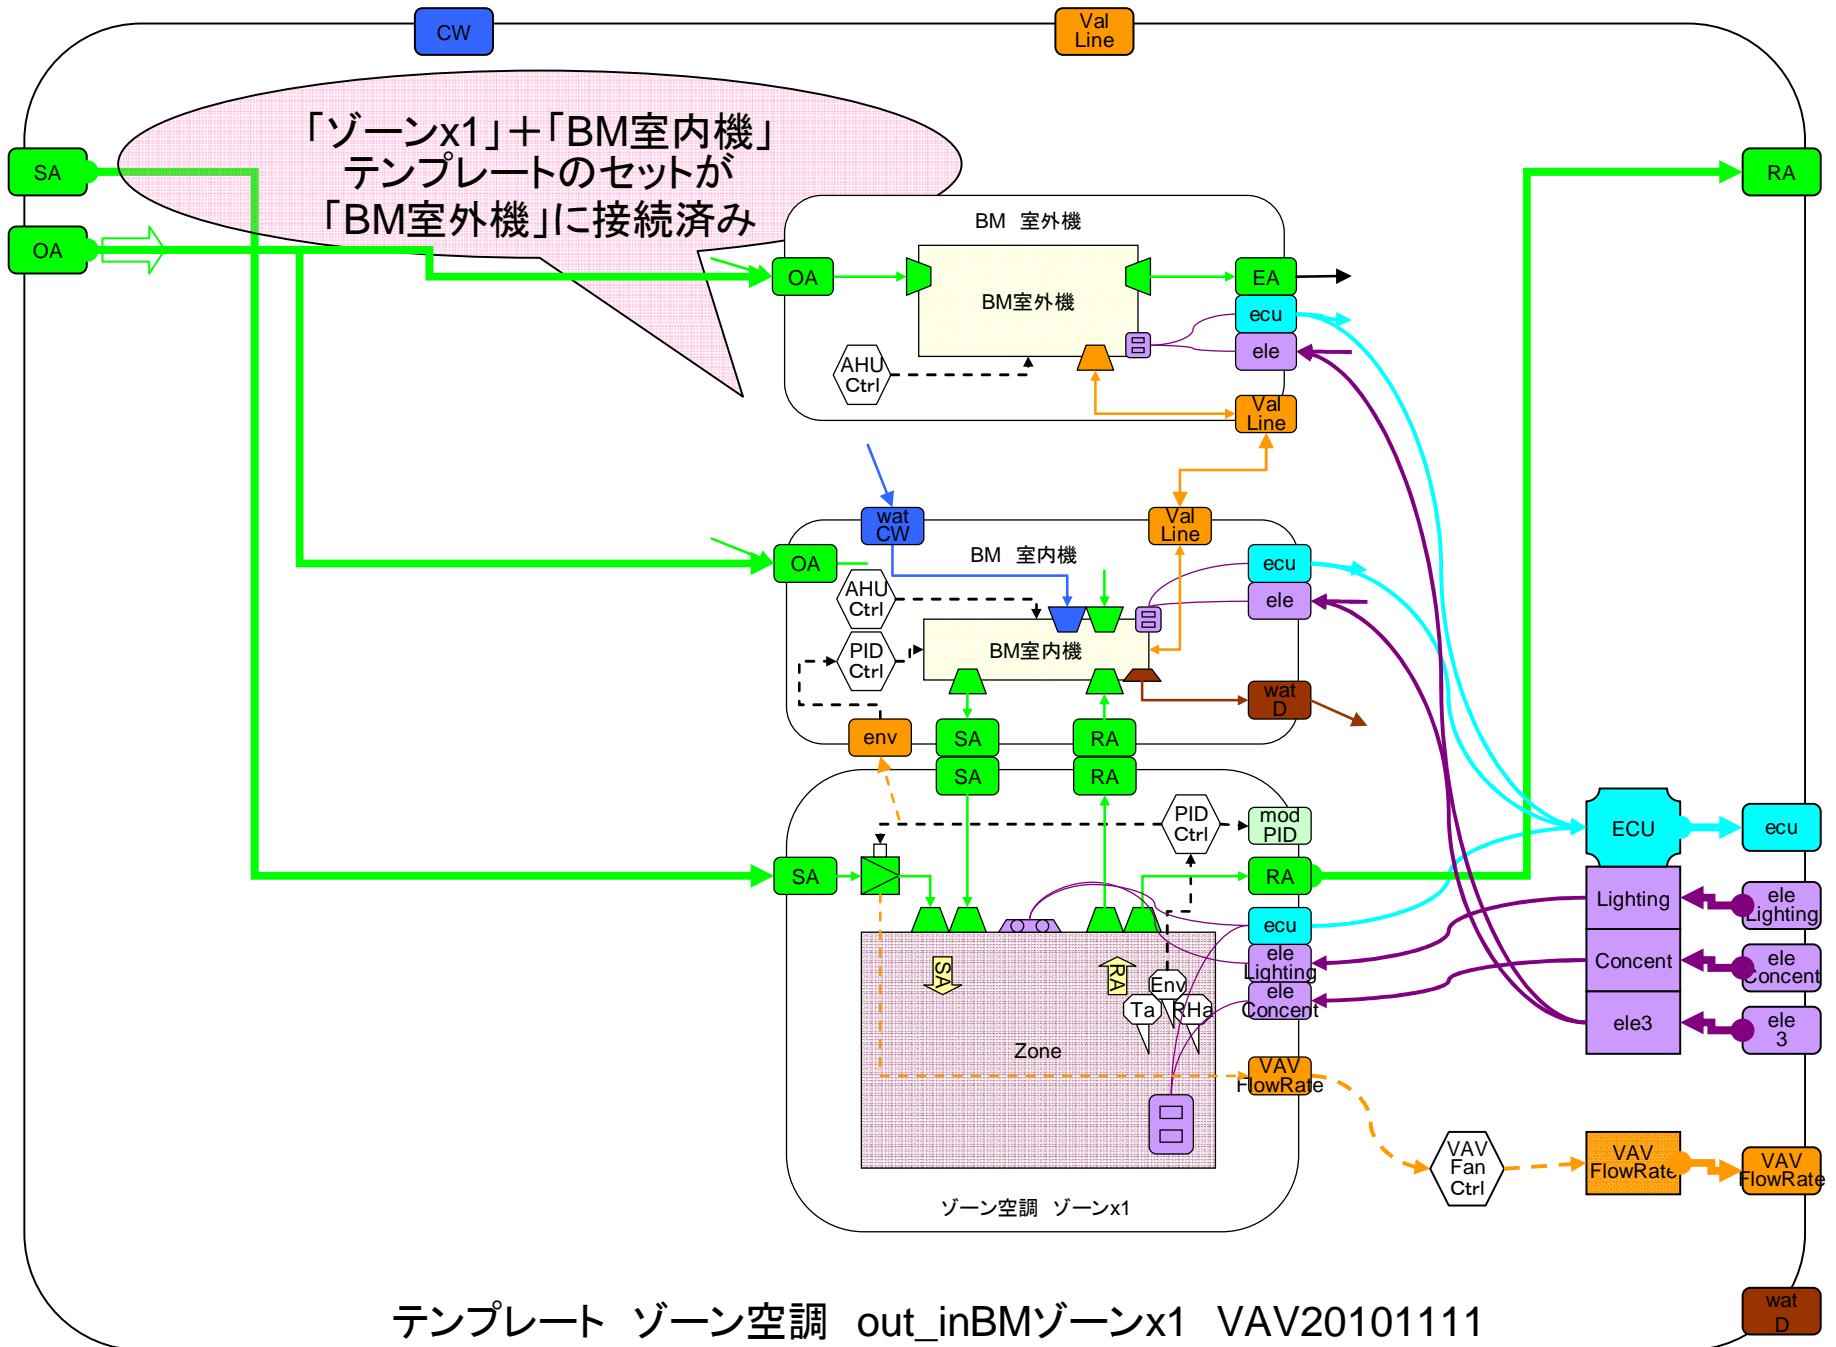 CW
Val
Line
「ゾーンx1」＋「BM室内機」
テンプレートのセットが
「BM室外機」に接続済み
SA
OA
RA
BM 室外機
OA
BM室外機
EA
ecu
ele
AHU
Ctrl
Val
Line
wat
CW
Val
Line
BM 室内機
OA
ecu
ele
AHU
Ctrl
PID
Ctrl
BM室内機
wat
D
env
SA
RA
SA
RA
PID
Ctrl
mod
PID
SA
RA
ecu
ele
Lighting
ele
Concent
SA
RA
Env
Ta
RHa
Zone
VAV
FlowRate
ゾーン空調 ゾーンx1
ECU
ecu
Lighting
ele
Lighting
Concent
ele
Concent
ele3
ele
3
VAV
Fan
Ctrl
VAV
FlowRate
VAV
FlowRate
wat
D
テンプレート ゾーン空調 out_inBMゾーンx1 VAV20101111